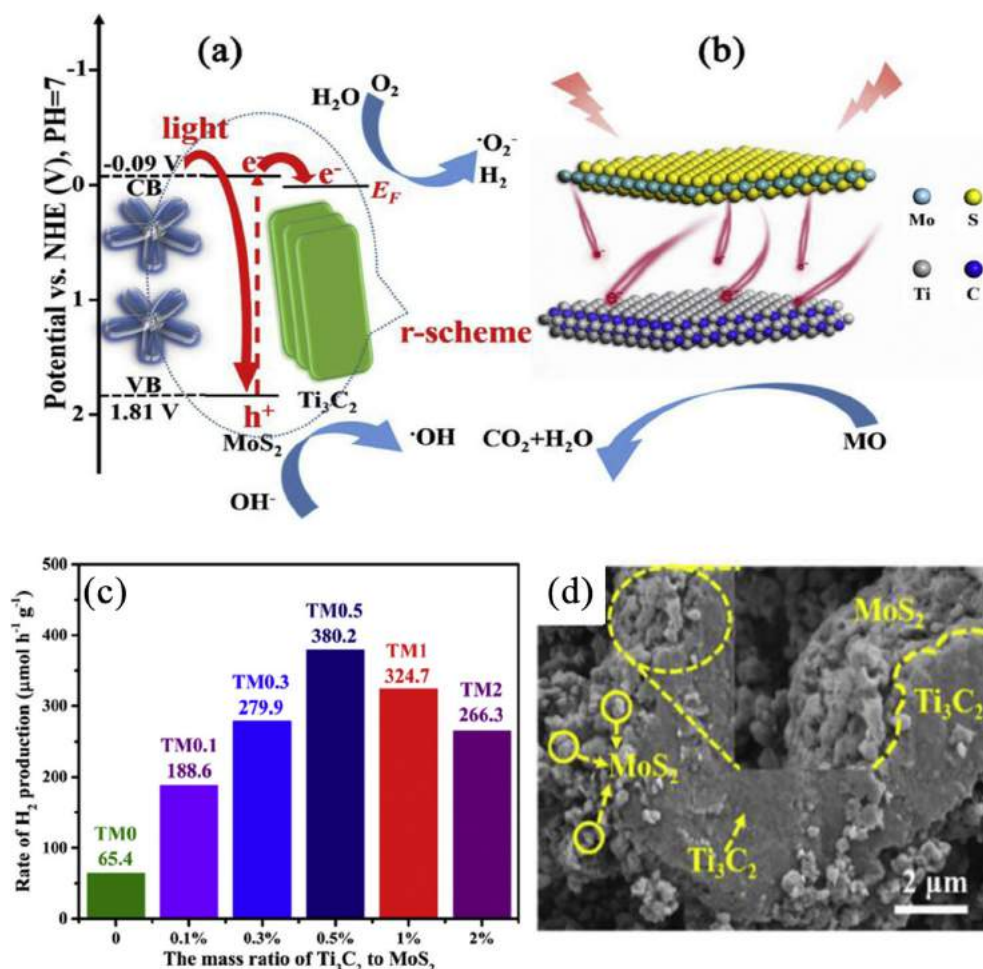 (a)
Potential vs. NHE (V), PH=7
-1
0
1
2
light
-0.09 V
CB
e⁻
e⁻
E_F
H₂O
O₂
·O₂⁻
H₂
VB
1.81 V
h⁺
MoS₂
Ti₃C₂
r-scheme
OH⁻
·OH
(b)
Mo
S
Ti
C
CO₂+H₂O
MO
(c)
Rate of H₂ production (μmol h⁻¹ g⁻¹)
500
400
300
200
100
0
TM0
65.4
TM0.1
188.6
TM0.3
279.9
TM0.5
380.2
TM1
324.7
TM2
266.3
0
0.1%
0.3%
0.5%
1%
2%
The mass ratio of Ti₃C₂ to MoS₂
(d)
MoS₂
Ti₃C₂
MoS₂
Ti₃C₂
2 μm